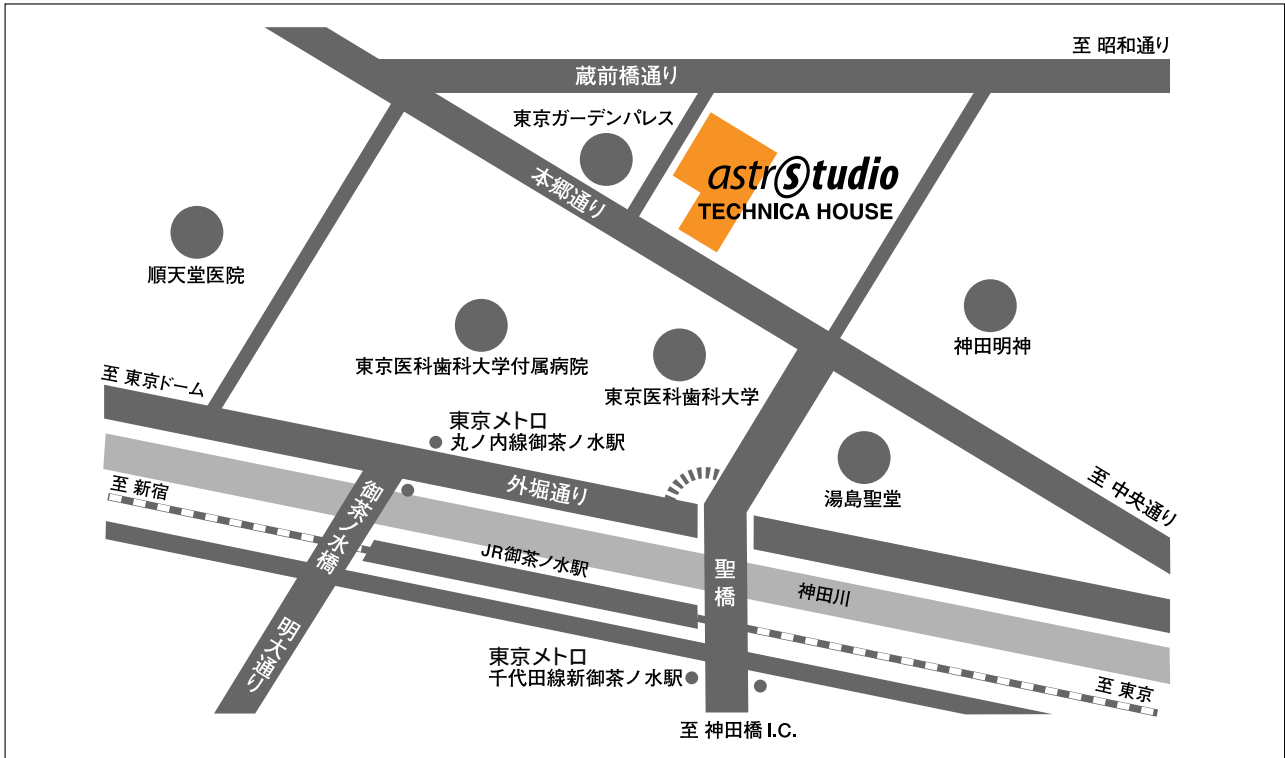 至 昭和通り
蔵前橋通り
東京ガーデンパレス
astrⓢtudio
TECHNICA HOUSE
本郷通り
順天堂医院
神田明神
東京医科歯科大学付属病院
東京医科歯科大学
至 東京ドーム
東京メトロ
丸ノ内線御茶ノ水駅
湯島聖堂
至 中央通り
外堀通り
至 新宿
御茶ノ水橋
JR御茶ノ水駅
聖橋
神田川
明大通り
東京メトロ
千代田線新御茶ノ水駅
至 東京
至 神田橋 I.C.